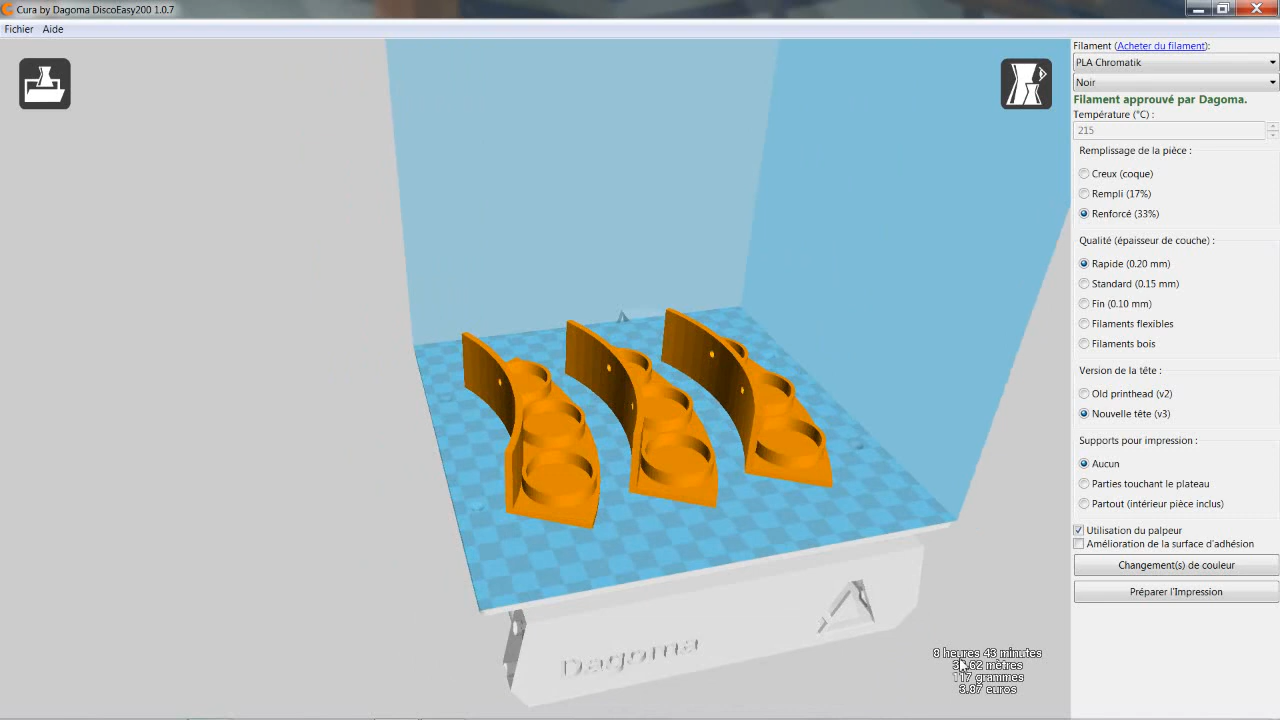 Cura by Dagoma DiscoEasy200 1.0.7
Fichier Aide
Filament (Acheter du filament):
PLA Chromatik
Noir
Filament approuvé par Dagoma.
Température (°C) :
215
Remplissage de la pièce :
Creux (coque)
Rempli (17%)
Renforcé (33%)
Qualité (épaisseur de couche) :
Rapide (0.20 mm)
Standard (0.15 mm)
Fin (0.10 mm)
Filaments flexibles
Filaments bois
Version de la tête :
Old printhead (v2)
Nouvelle tête (v3)
Supports pour impression :
Aucun
Parties touchant le plateau
Partout (intérieur pièce inclus)
Utilisation du palpeur
Amélioration de la surface d'adhésion
Changement(s) de couleur
Préparer l'Impression
Dagoma
heures 43 minutes
mètres
117 grammes
3.87 euros